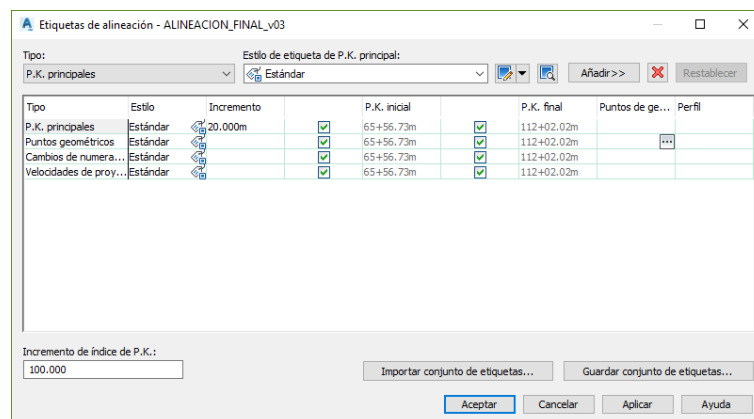 Etiquetas de alineación - ALINEACION_FINAL_v03
Tipo: Estilo de etiqueta de P.K. principal:
P.K. principales Estándar Añadir>> Restablecer
Tipo Estilo Incremento P.K. inicial P.K. final Puntos de ge... Perfil
P.K. principales Estándar 20.000m 65+56.73m 112+02.02m
Puntos geométricos Estándar 65+56.73m 112+02.02m ...
Cambios de numera... Estándar 65+56.73m 112+02.02m
Velocidades de proy... Estándar 65+56.73m 112+02.02m
Incremento de índice de P.K.:
100.000 Importar conjunto de etiquetas... Guardar conjunto de etiquetas...
Aceptar Cancelar Aplicar Ayuda